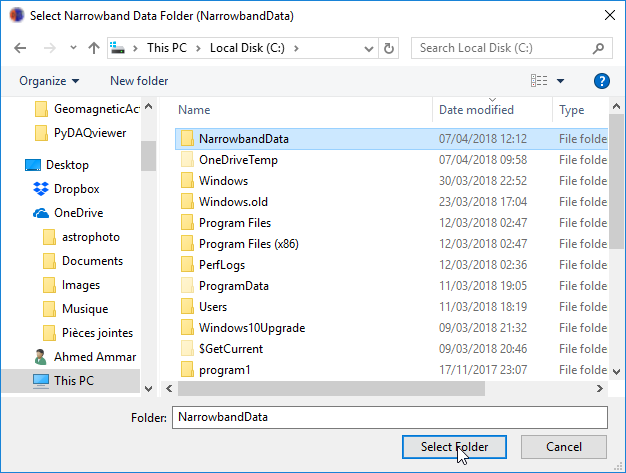 Select Narrowband Data Folder (NarrowbandData)
This PC > Local Disk (C:) >
Search Local Disk (C:)
Organize
New folder
GeomagneticAc
PyDAQviewer
Desktop
Dropbox
OneDrive
astrophoto
Documents
Images
Musique
Pièces jointes
Ahmed Ammar
This PC
Name Date modified Type
NarrowbandData 07/04/2018 12:12 File folde
OneDriveTemp 07/04/2018 09:58 File folde
Windows 30/03/2018 22:52 File folde
Windows.old 23/03/2018 17:04 File folde
Program Files 12/03/2018 02:47 File folde
Program Files (x86) 12/03/2018 02:47 File folde
PerfLogs 12/03/2018 02:36 File folde
ProgramData 11/03/2018 19:05 File folde
Users 11/03/2018 18:19 File folde
Windows10Upgrade 09/03/2018 21:32 File folde
$GetCurrent 09/03/2018 20:46 File folde
program1 17/11/2017 23:07 File folde
Folder: NarrowbandData
Select Folder
Cancel